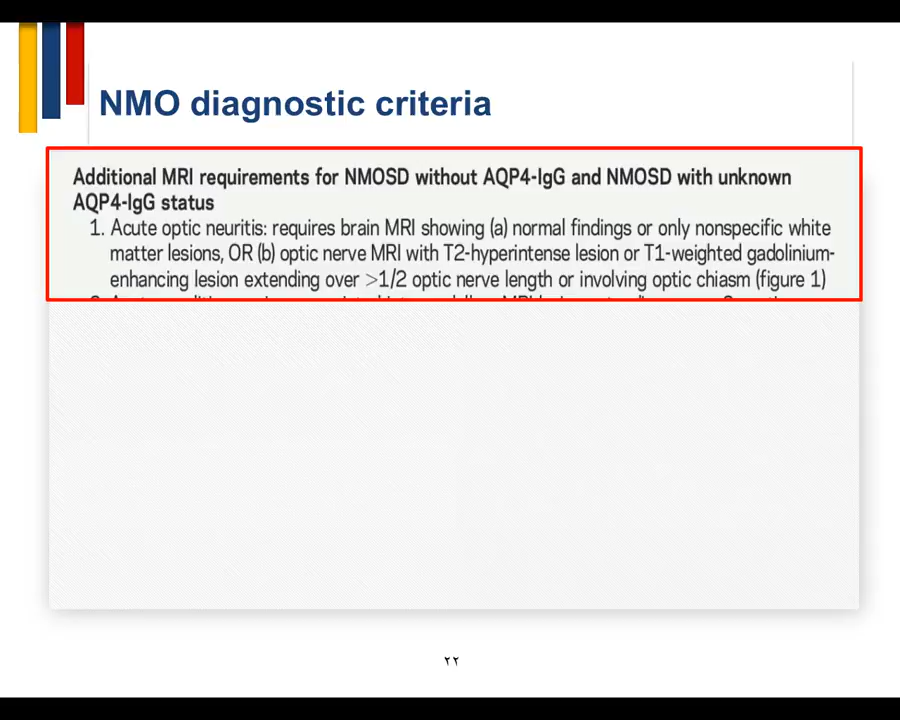 NMO diagnostic criteria
Additional MRI requirements for NMOSD without AQP4-IgG and NMOSD with unknown
AQP4-IgG status
1. Acute optic neuritis: requires brain MRI showing (a) normal findings or only nonspecific white
matter lesions, OR (b) optic nerve MRI with T2-hyperintense lesion or T1-weighted gadolinium-
enhancing lesion extending over >1/2 optic nerve length or involving optic chiasm (figure 1)
٢٢